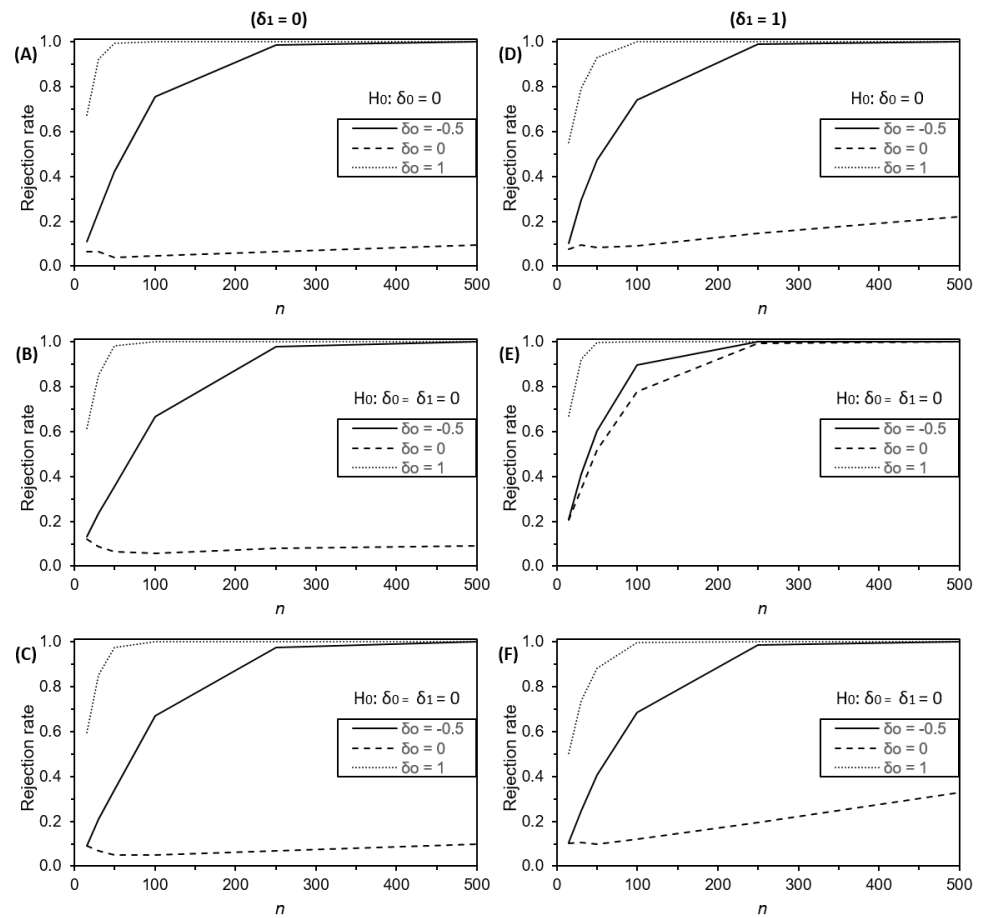 (δ1 = 0)
(A)
Rejection rate
1.0
0.8
0.6
0.4
0.2
0.0
H0: δ0 = 0
δo = -0.5
δo = 0
δo = 1
0 100 200 300 400 500
n
(B)
Rejection rate
1.0
0.8
0.6
0.4
0.2
0.0
H0: δ0 = δ1 = 0
δo = -0.5
δo = 0
δo = 1
0 100 200 300 400 500
n
(C)
Rejection rate
1.0
0.8
0.6
0.4
0.2
0.0
H0: δ0 = δ1 = 0
δo = -0.5
δo = 0
δo = 1
0 100 200 300 400 500
n
(δ1 = 1)
(D)
Rejection rate
1.0
0.8
0.6
0.4
0.2
0.0
H0: δ0 = 0
δo = -0.5
δo = 0
δo = 1
0 100 200 300 400 500
n
(E)
Rejection rate
1.0
0.8
0.6
0.4
0.2
0.0
H0: δ0 = δ1 = 0
δo = -0.5
δo = 0
δo = 1
0 100 200 300 400 500
n
(F)
Rejection rate
1.0
0.8
0.6
0.4
0.2
0.0
H0: δ0 = δ1 = 0
δo = -0.5
δo = 0
δo = 1
0 100 200 300 400 500
n